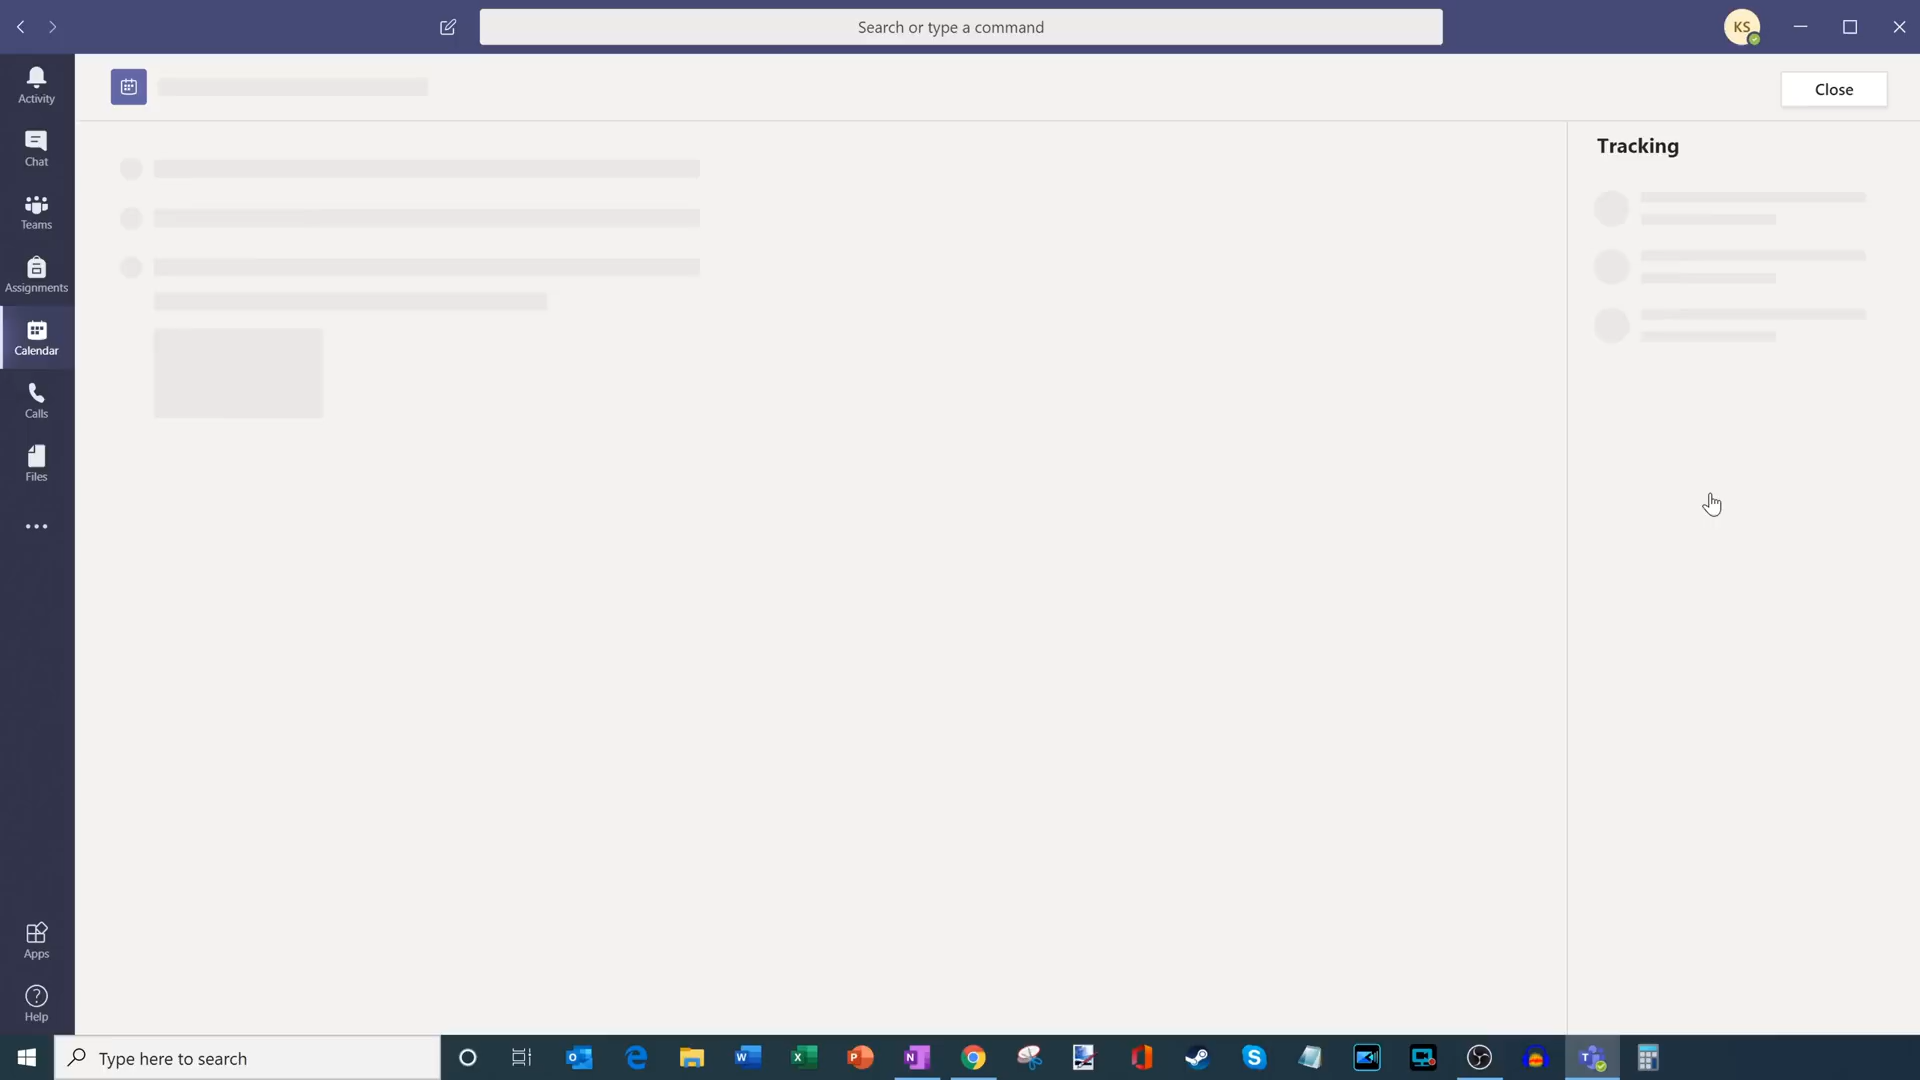 Search or type a command
KS
Activity
Close
Tracking
Chat
Teams
Assignments
Calendar
Calls
Files
Apps
Help
Type here to search